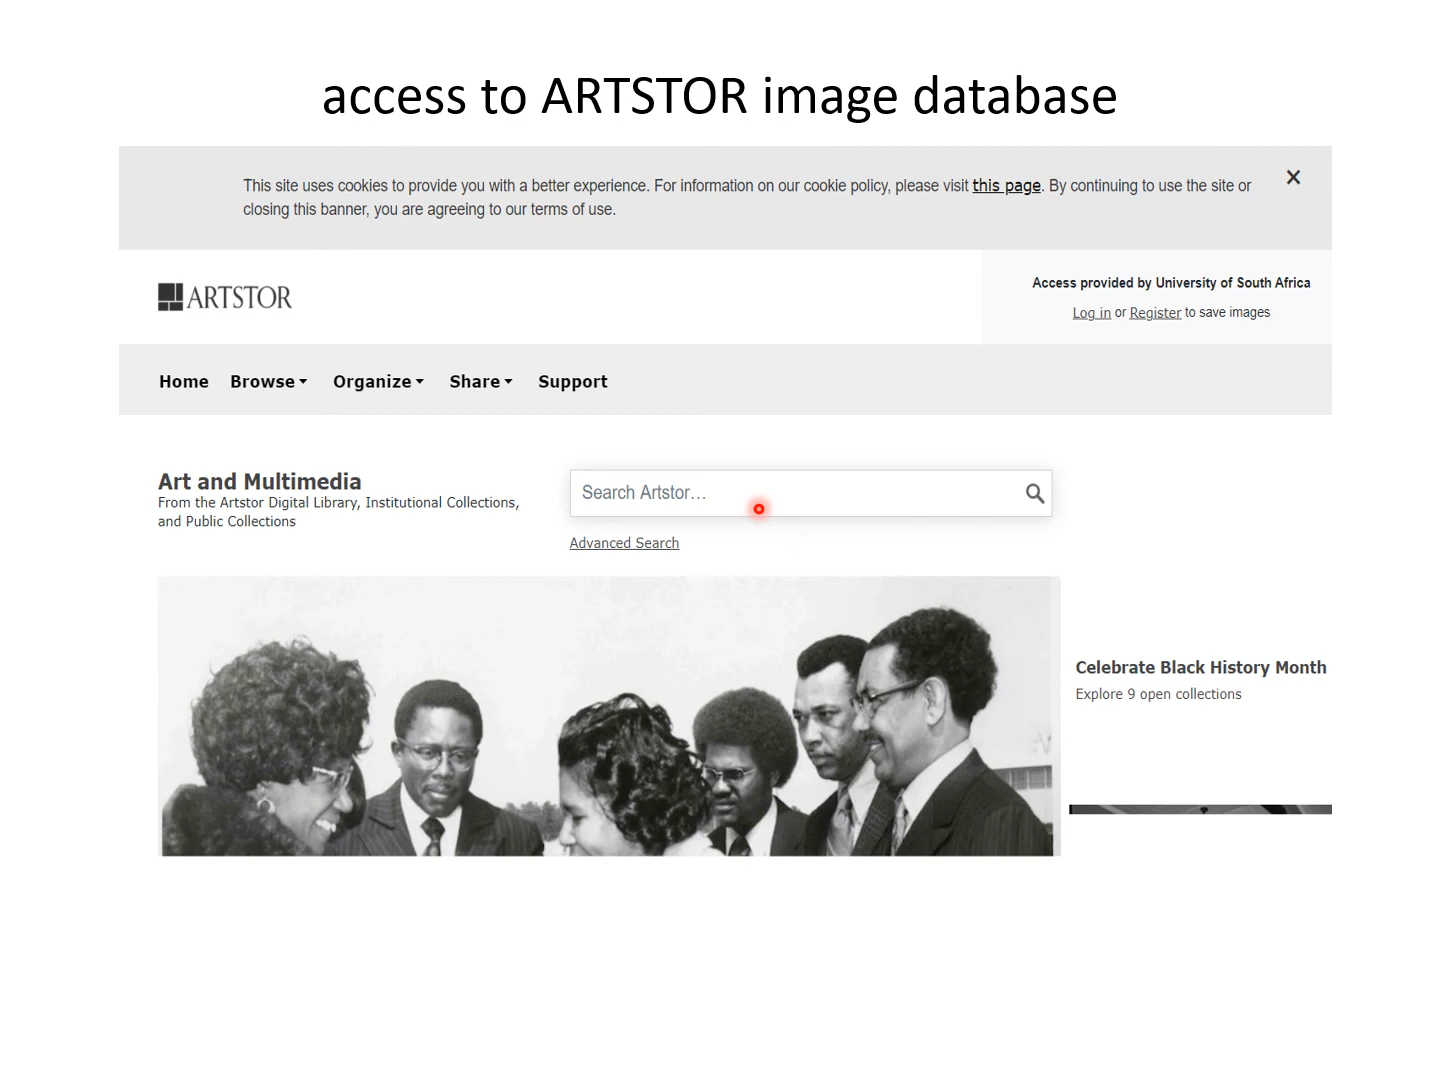 access to ARTSTOR image database
This site uses cookies to provide you with a better experience. For information on our cookie policy, please visit this page. By continuing to use the site or
closing this banner, you are agreeing to our terms of use.
ARTSTOR
Access provided by University of South Africa
Log in or Register to save images
Home Browse Organize Share Support
Art and Multimedia
From the Artstor Digital Library, Institutional Collections,
and Public Collections
Search Artstor...
Advanced Search
Celebrate Black History Month
Explore 9 open collections